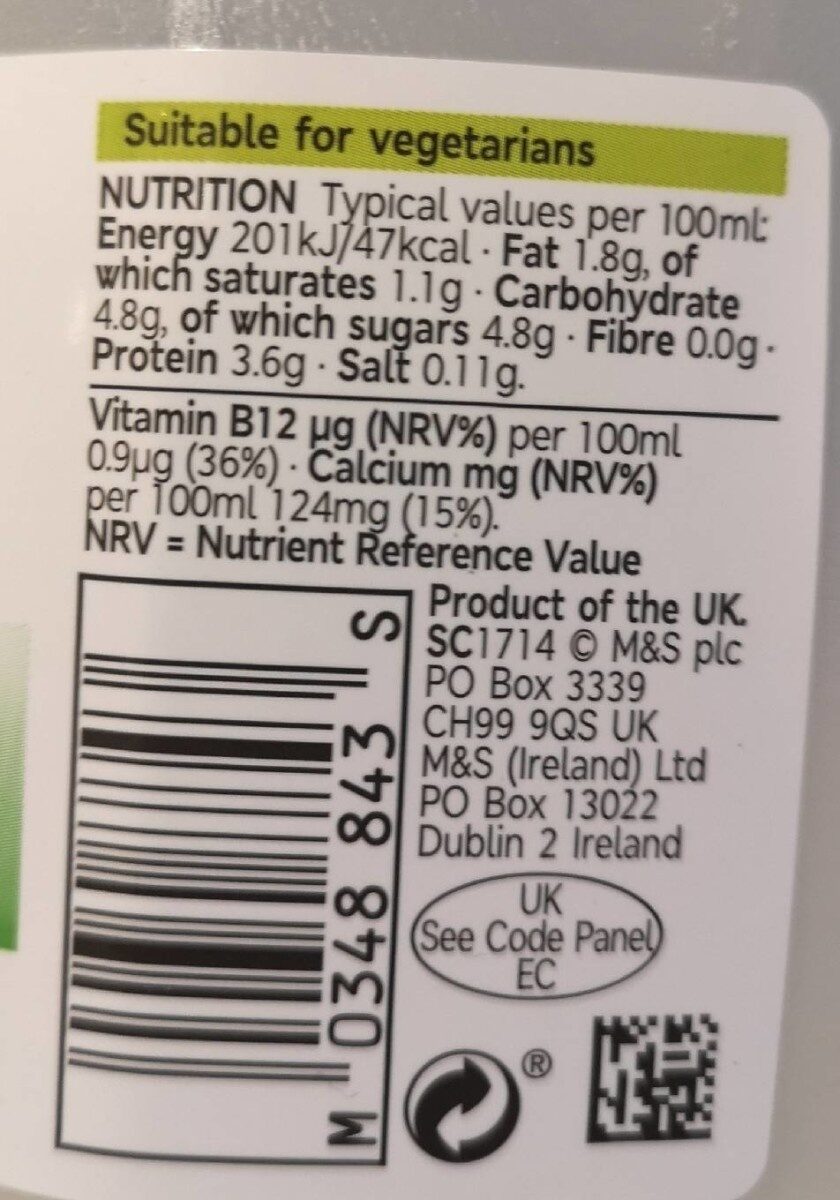 Suitable for vegetarians
NUTRITION Typical values per 100ml:
Energy 201kJ/47kcal · Fat 1.8g, of
which saturates 1.1g · Carbohydrate
4.8g, of which sugars 4.8g · Fibre 0.0g ·
Protein 3.6g · Salt 0.11g.
Vitamin B12 µg (NRV%) per 100ml
0.9µg (36%) · Calcium mg (NRV%)
per 100ml 124mg (15%).
NRV = Nutrient Reference Value
M 0348 843 S
Product of the UK.
SC1714 © M&S plc
PO Box 3339
CH99 9QS UK
M&S (Ireland) Ltd
PO Box 13022
Dublin 2 Ireland
UK
See Code Panel
EC
®